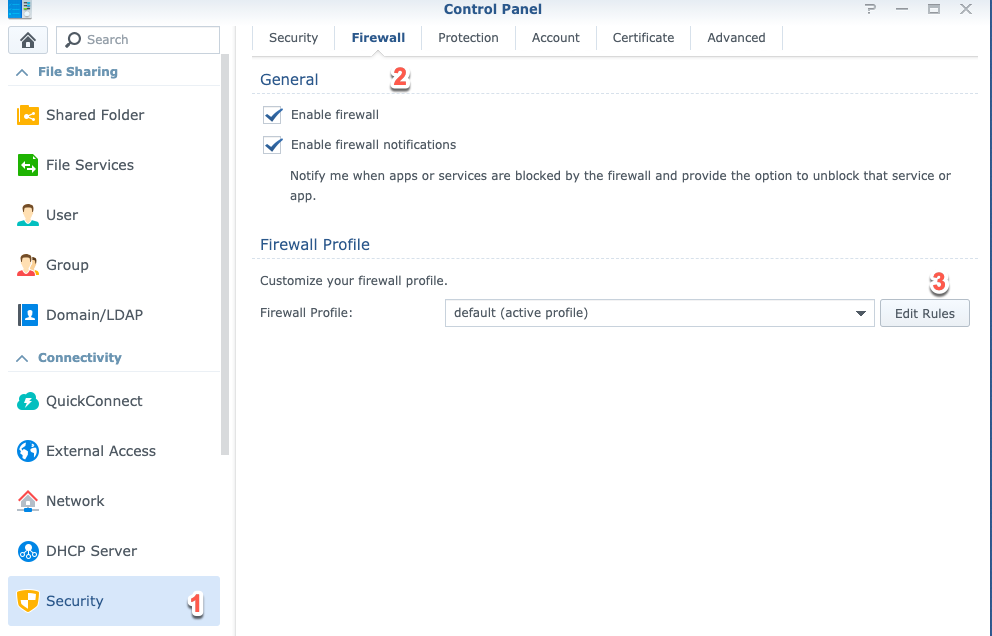 Control Panel
Search
File Sharing
Shared Folder
File Services
User
Group
Domain/LDAP
Connectivity
QuickConnect
External Access
Network
DHCP Server
Security
1
Security Firewall Protection Account Certificate Advanced
2
General
Enable firewall
Enable firewall notifications
Notify me when apps or services are blocked by the firewall and provide the option to unblock that service or
app.
Firewall Profile
Customize your firewall profile.
3
Firewall Profile: default (active profile) Edit Rules